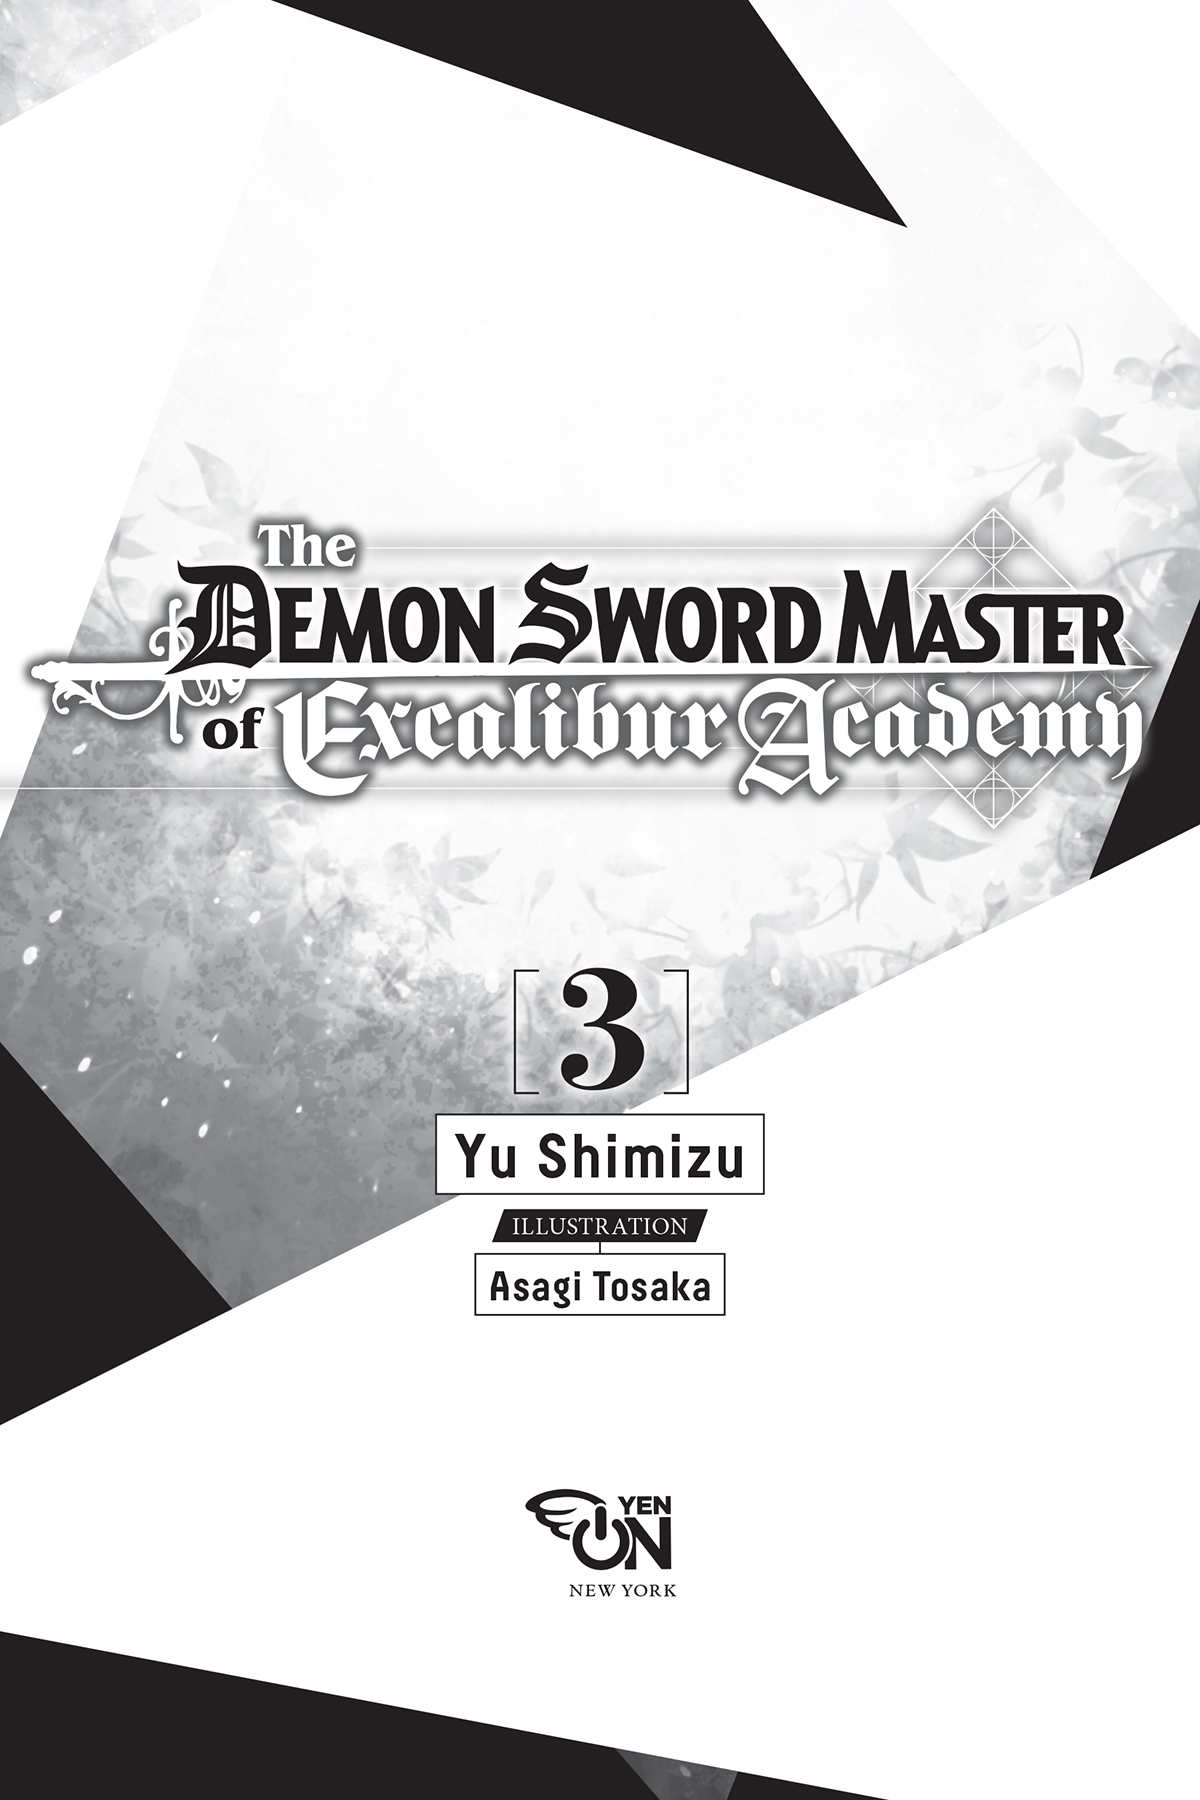 The
DEMON SWORD MASTER
of Excalibur Academy
[3]
Yu Shimizu
ILLUSTRATION
Asagi Tosaka
YEN
ON
NEW YORK